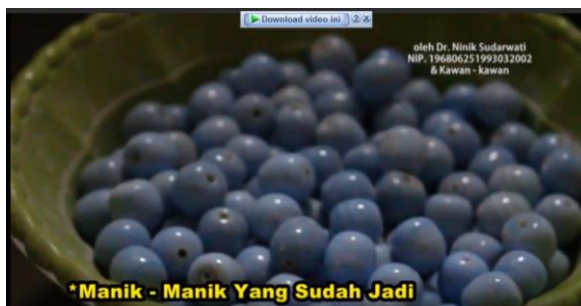 Download video ini
oleh Dr. Ninik Sudarwati
NIP. 196806251993032002
& Kawan - kawan
*Manik - Manik Yang Sudah Jadi